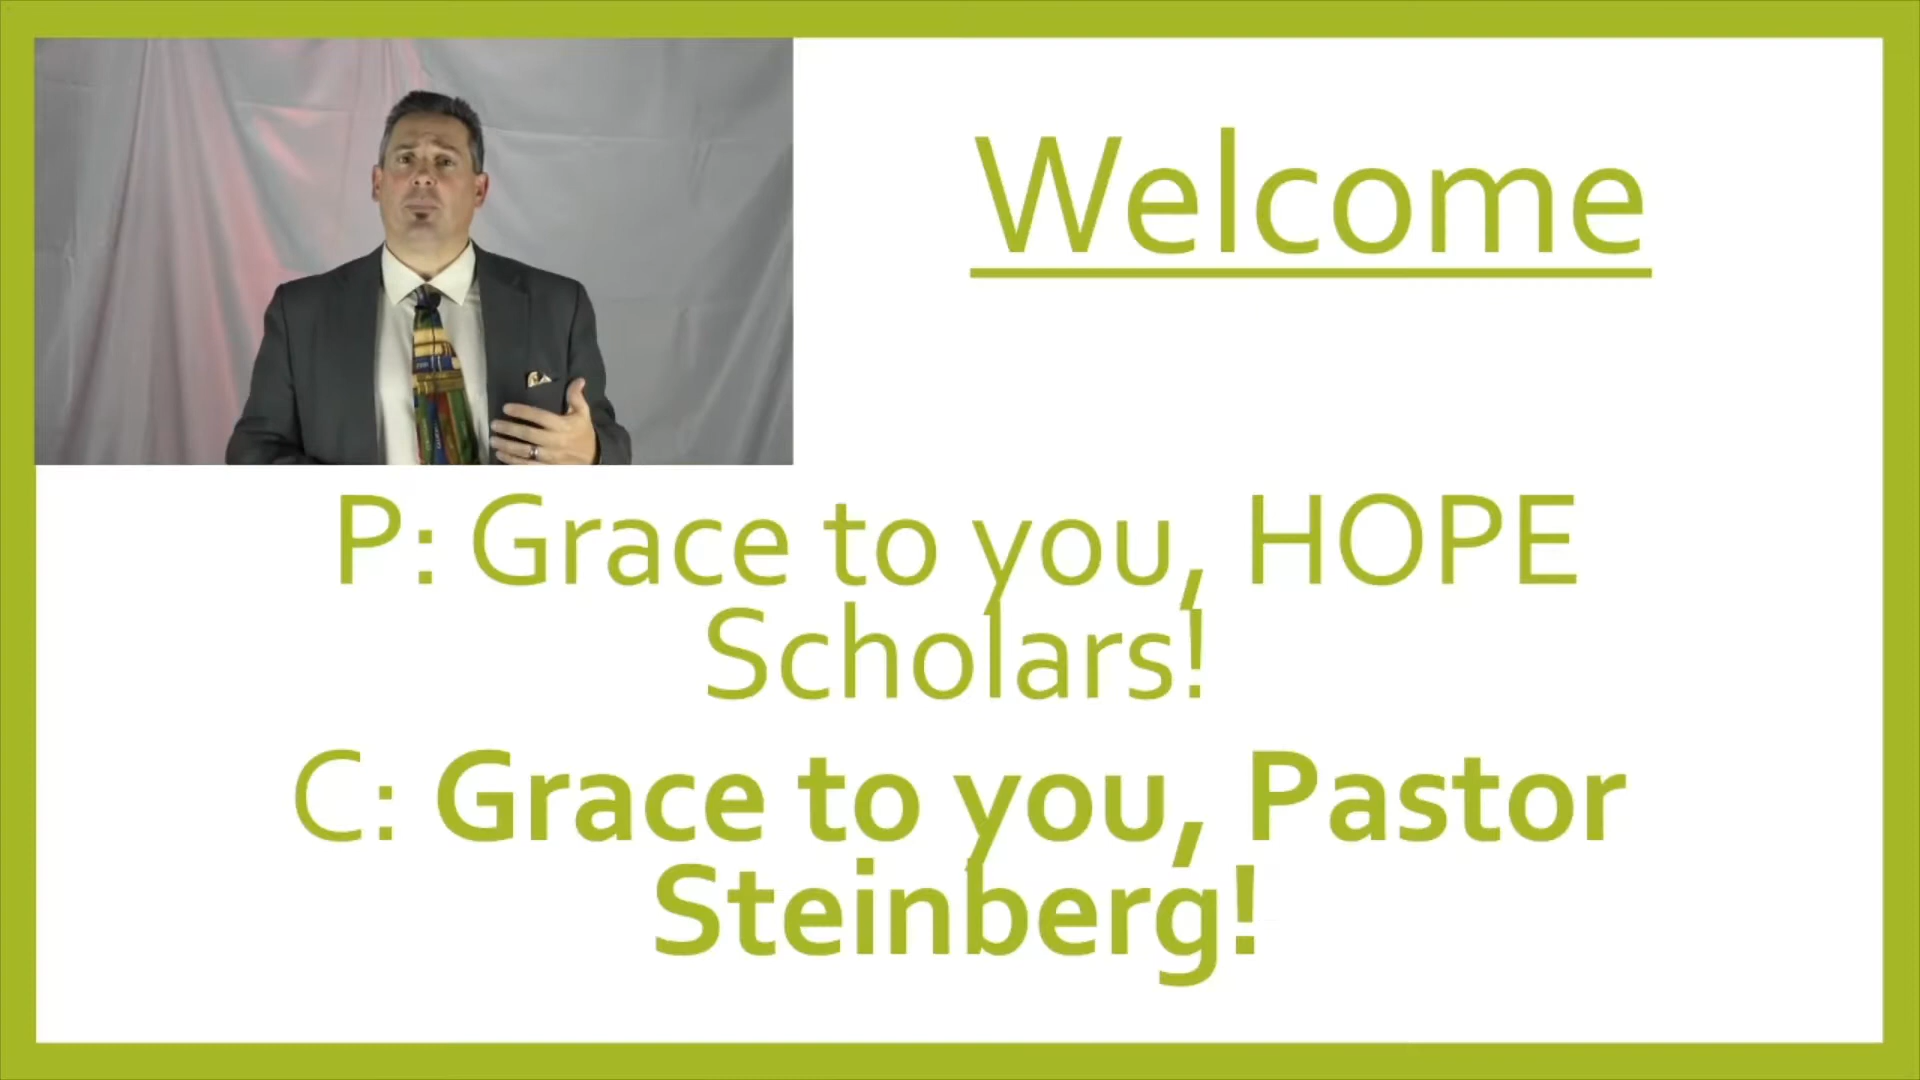 Welcome
P: Grace to you, HOPE
Scholars!
C: Grace to you, Pastor
Steinberg!